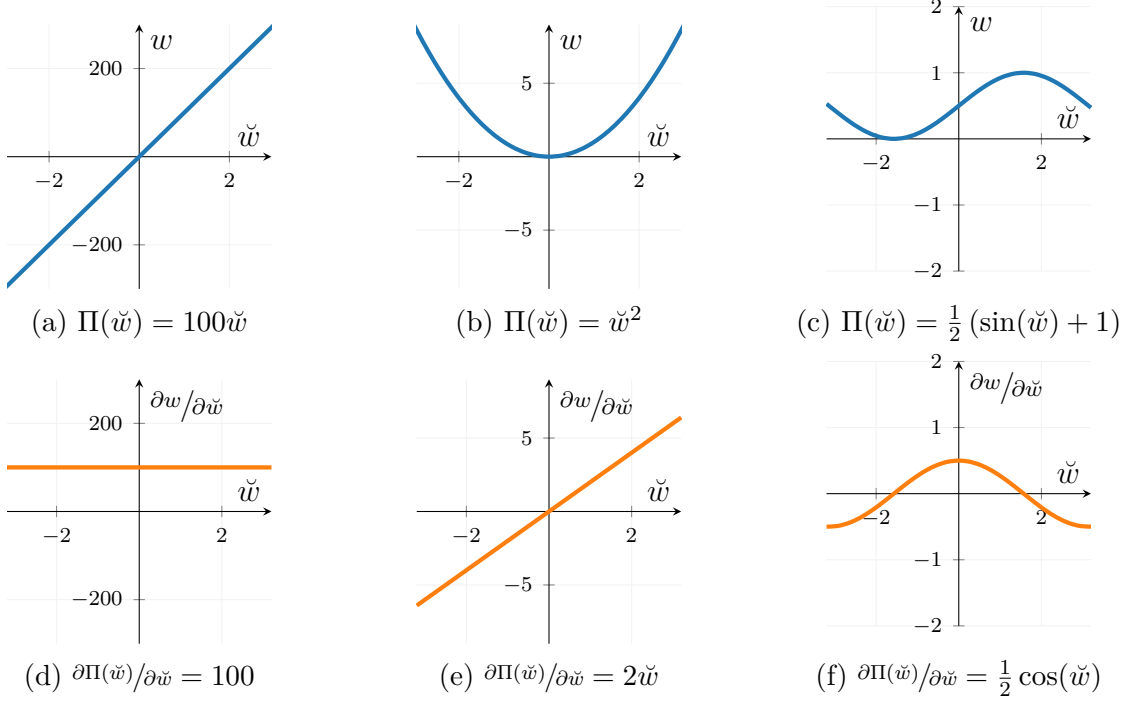 w
200
w̆
−2
2
−200
(a) Π(w̆) = 100w̆
w
5
w̆
−2
2
−5
(b) Π(w̆) = w̆²
2
w
1
w̆
−2
2
−1
−2
(c) Π(w̆) = ½ (sin(w̆) + 1)
∂w/∂w̆
200
w̆
−2
2
−200
(d) ∂Π(w̆)/∂w̆ = 100
∂w/∂w̆
5
w̆
−2
2
−5
(e) ∂Π(w̆)/∂w̆ = 2w̆
2
∂w/∂w̆
1
w̆
−2
2
−1
−2
(f) ∂Π(w̆)/∂w̆ = ½ cos(w̆)